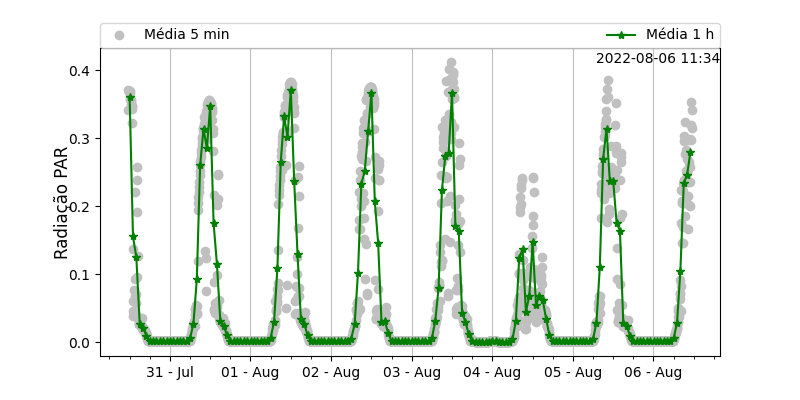 Média 5 min
Média 1 h
2022-08-06 11:34
Radiação PAR
0.4
0.3
0.2
0.1
0.0
31 - Jul
01 - Aug
02 - Aug
03 - Aug
04 - Aug
05 - Aug
06 - Aug